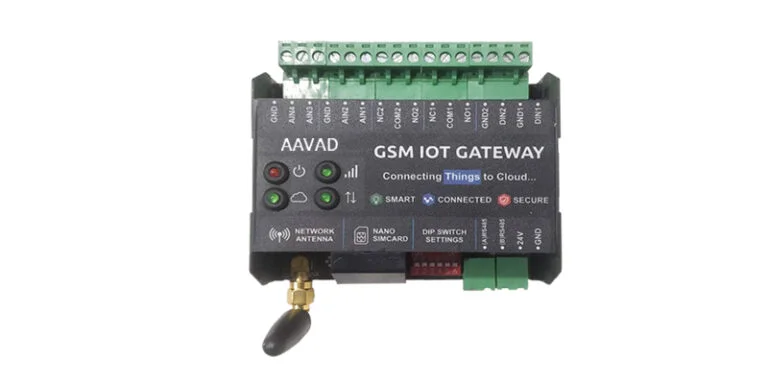 GND AIN4 AIN3 GND AIN2 AIN1 NC2 COM2 NO2 NC1 COM1 NO1 GND2 DIN2 GND1 DIN1
AAVAD
GSM IOT GATEWAY
Connecting Things to Cloud...
SMART CONNECTED SECURE
NETWORK ANTENNA
NANO SIMCARD
DIP SWITCH SETTINGS
(A)RS485 (B)RS485 24V GND